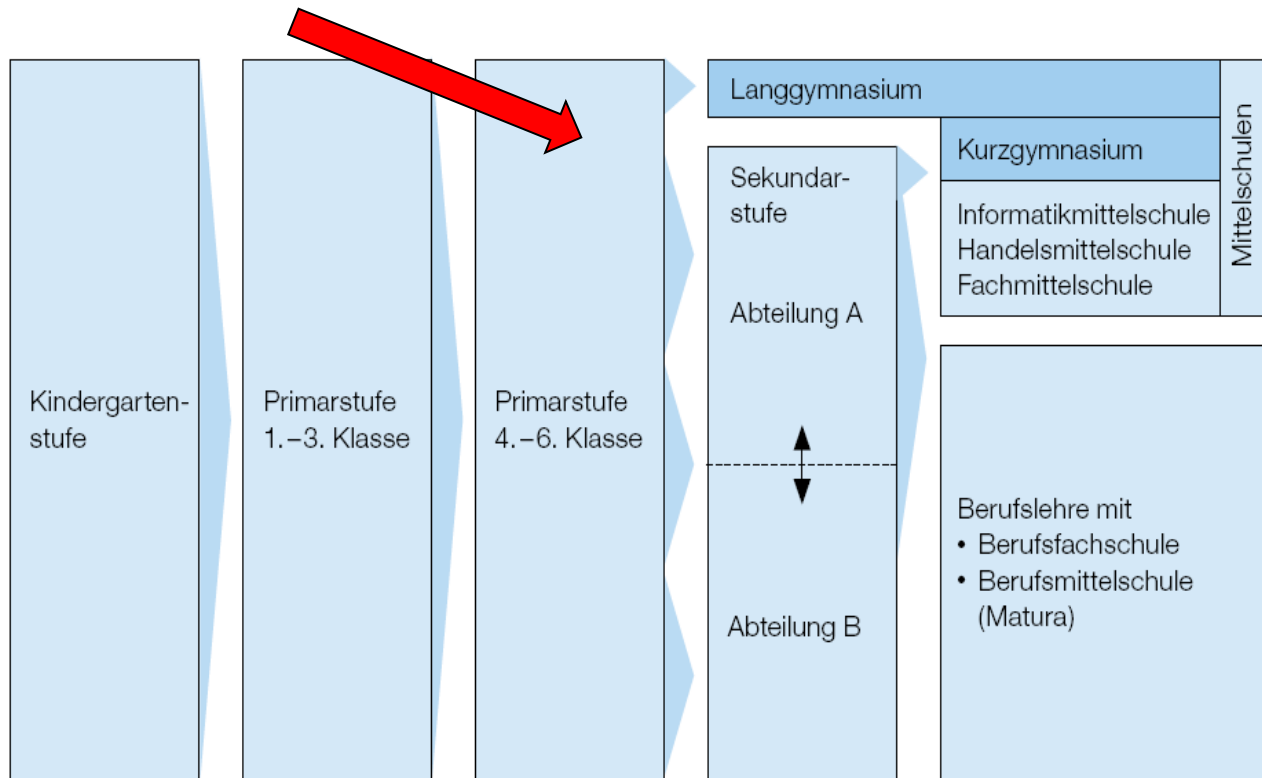 Kindergarten-
stufe
Primarstufe
1.–3. Klasse
Primarstufe
4.–6. Klasse
Langgymnasium
Sekundar-
stufe
Abteilung A
Abteilung B
Kurzgymnasium
Informatikmittelschule
Handelsmittelschule
Fachmittelschule
Mittelschulen
Berufslehre mit
• Berufsfachschule
• Berufsmittelschule
(Matura)